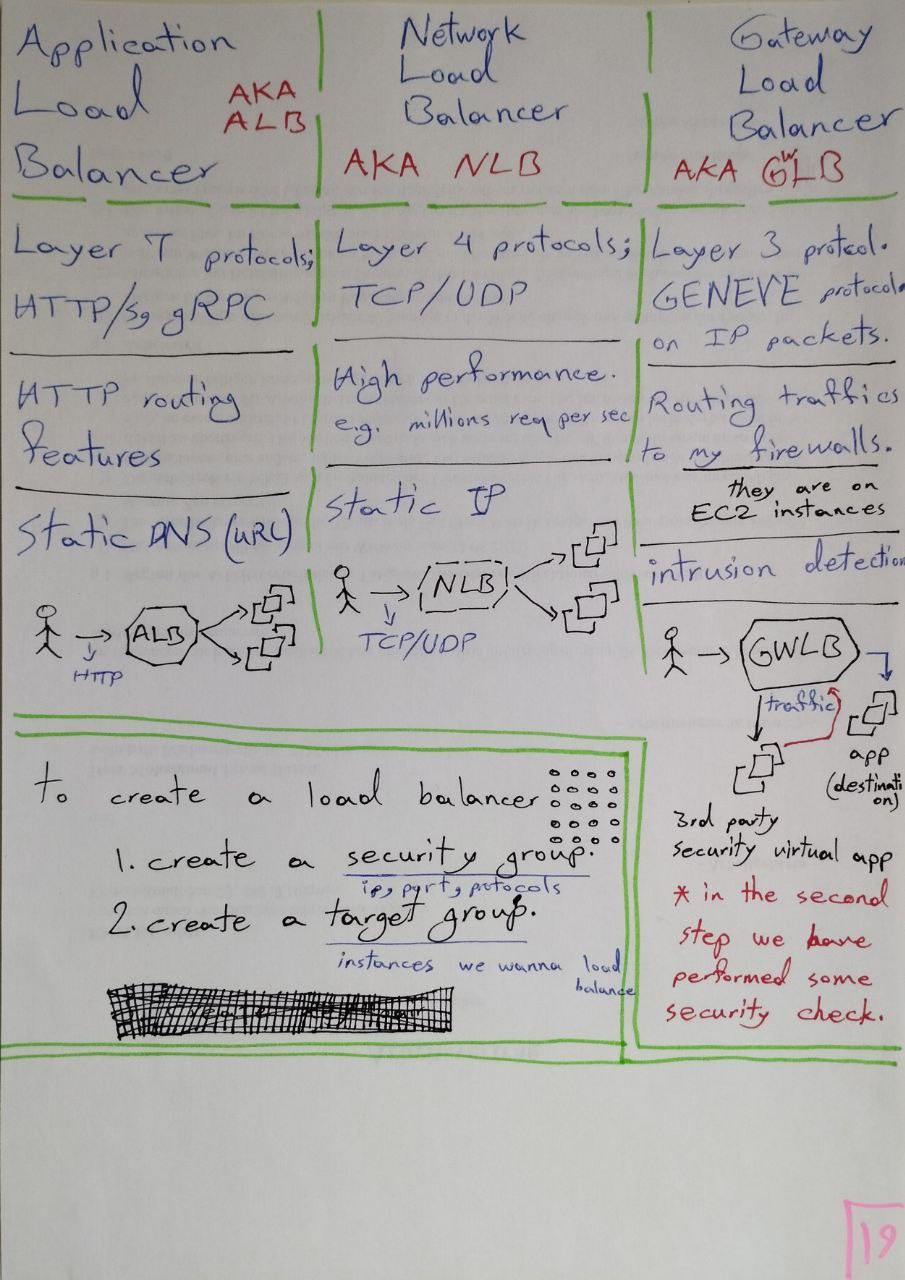 Application
Load
Balancer
AKA
ALB
Layer 7 protocols;
HTTP/s, gRPC
HTTP routing
features
Static DNS (URL)
ALB
HTTP
Network
Load
Balancer
AKA NLB
Layer 4 protocols;
TCP/UDP
High performance.
e.g. millions req per sec
Static IP
NLB
TCP/UDP
Gateway
Load
Balancer
AKA GWLB
Layer 3 protcol.
GENEVE protocol
on IP packets.
Routing traffics
to my firewalls.
they are on
EC2 instances
intrusion detection
GWLB
traffic
app
(destinati
on)
3rd party
security virtual app
* in the second
step we have
performed some
security check.
to create a load balancer
1. create a security group.
ip, port, protocols
2. create a target group.
instances we wanna load
balance
19